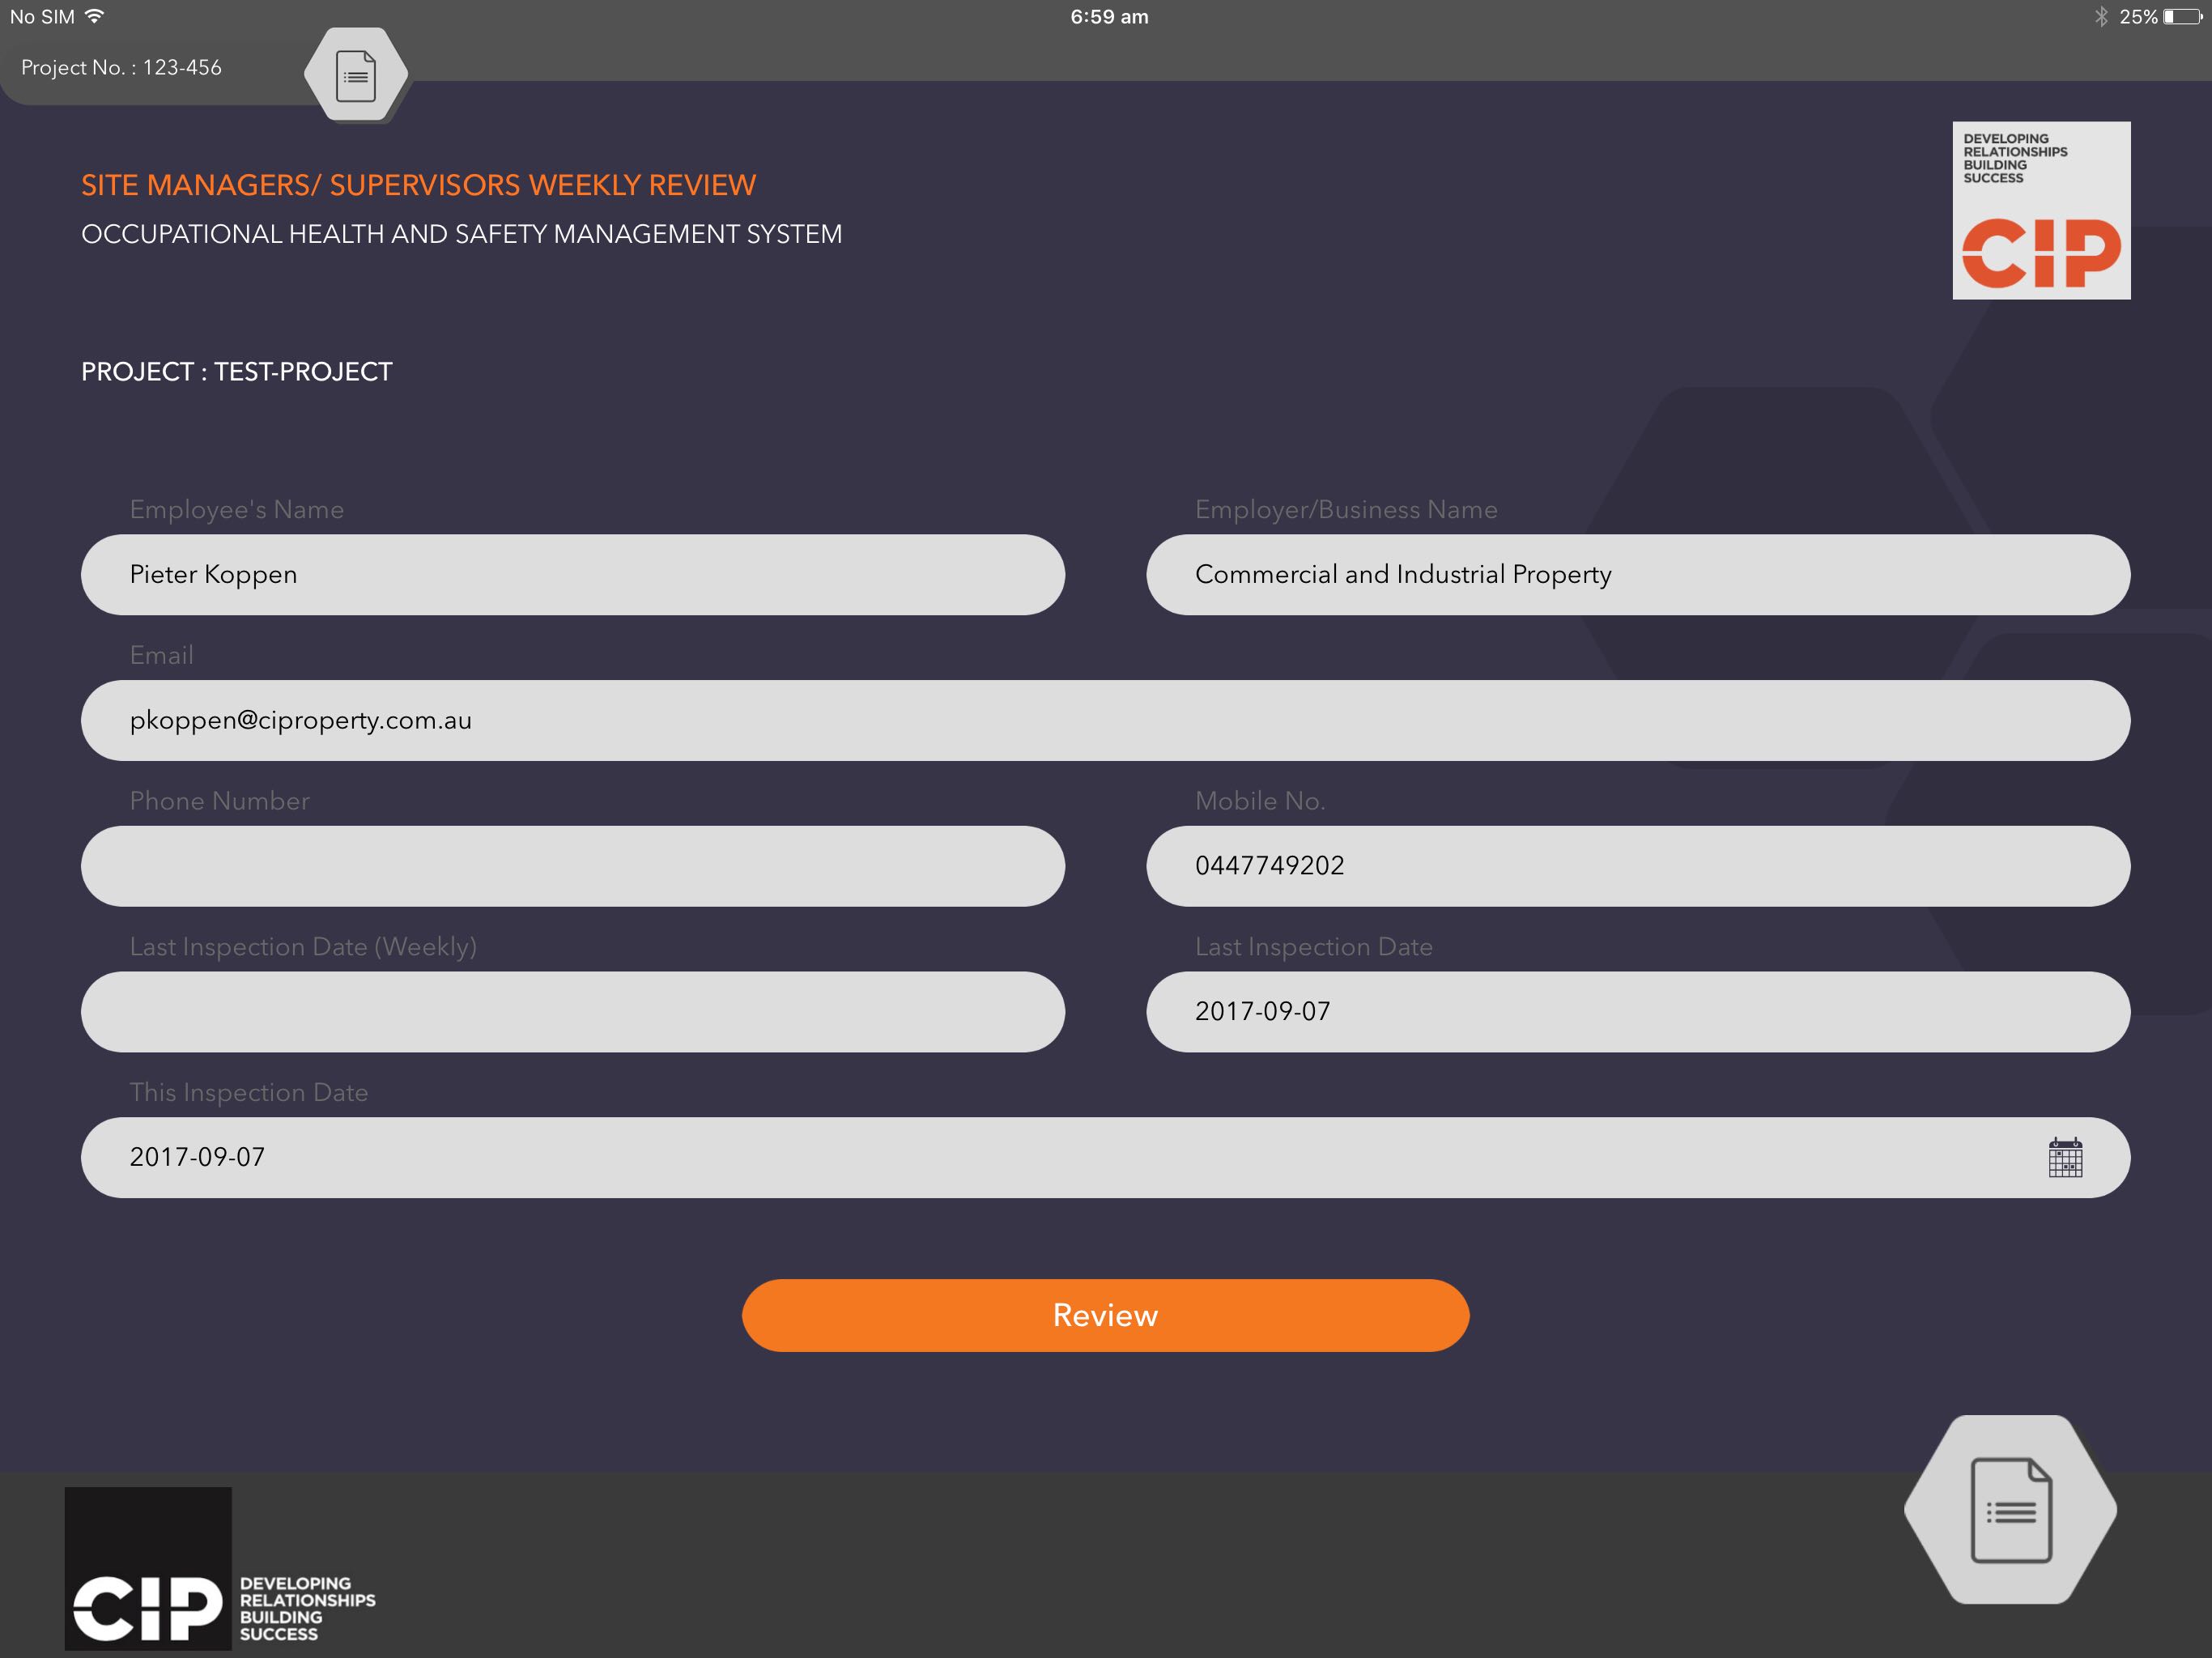 No SIM
6:59 am
25%
Project No. : 123-456
DEVELOPING
RELATIONSHIPS
BUILDING
SUCCESS
CIP
SITE MANAGERS/ SUPERVISORS WEEKLY REVIEW
OCCUPATIONAL HEALTH AND SAFETY MANAGEMENT SYSTEM
PROJECT : TEST-PROJECT
Employee's Name
Employer/Business Name
Pieter Koppen
Commercial and Industrial Property
Email
pkoppen@ciproperty.com.au
Phone Number
Mobile No.
0447749202
Last Inspection Date (Weekly)
Last Inspection Date
2017-09-07
This Inspection Date
2017-09-07
Review
CIP
DEVELOPING
RELATIONSHIPS
BUILDING
SUCCESS